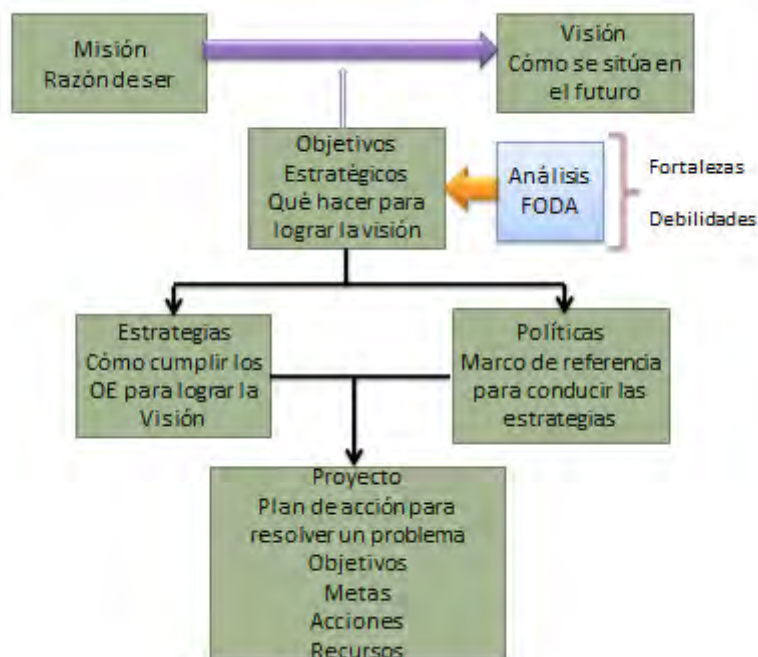 Misión
Razón de ser
Visión
Cómo se sitúa en
el futuro
Objetivos
Estratégicos
Qué hacer para
lograr la visión
Análisis
FODA
Fortalezas
Debilidades
Estrategias
Cómo cumplir los
OE para lograr la
Visión
Políticas
Marco de referencia
para conducir las
estrategias
Proyecto
Plan de acción para
resolver un problema
Objetivos
Metas
Acciones
Recursos